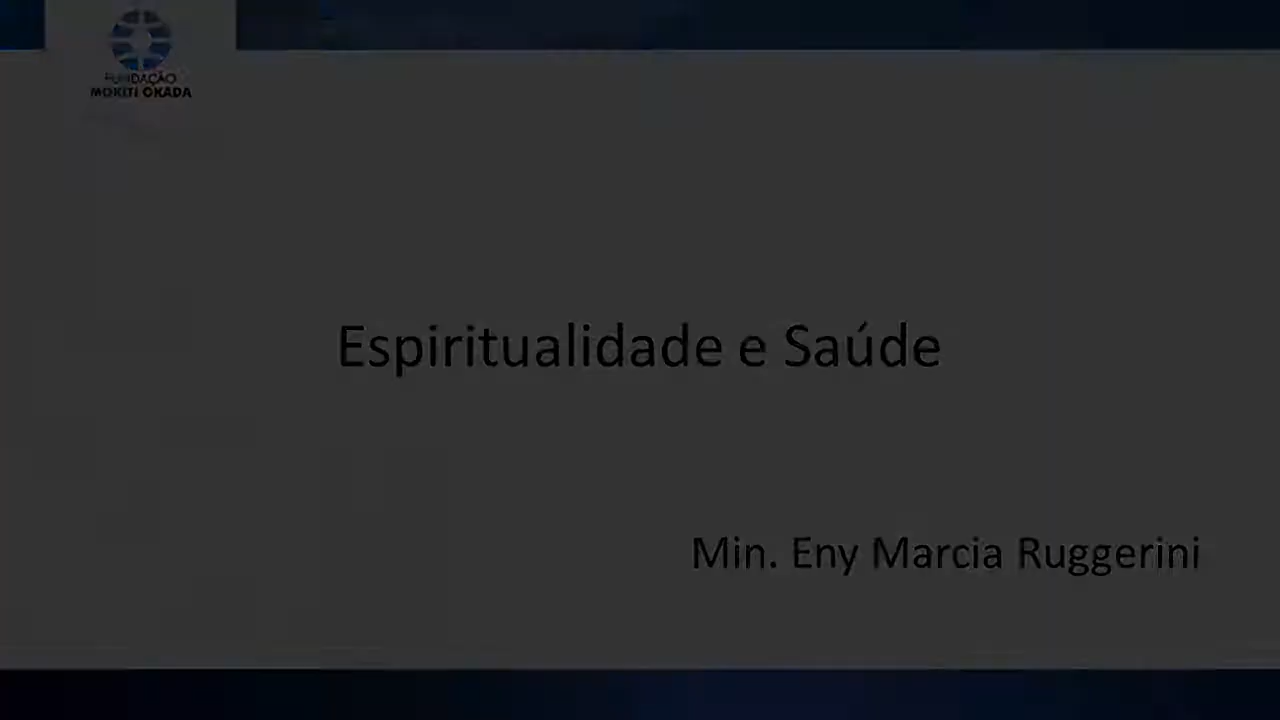 FUNDAÇÃO
MOKITI OKADA
Espiritualidade e Saúde
Min. Eny Marcia Ruggerini